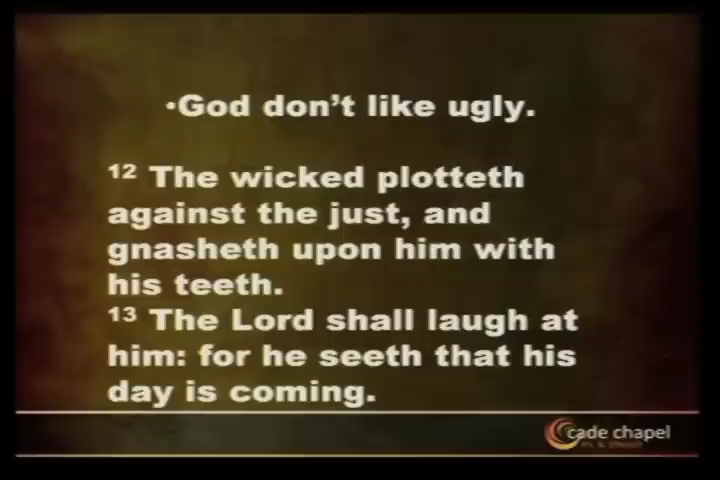 •God don't like ugly.
12 The wicked plotteth
against the just, and
gnasheth upon him with
his teeth.
13 The Lord shall laugh at
him: for he seeth that his
day is coming.
cade chapel